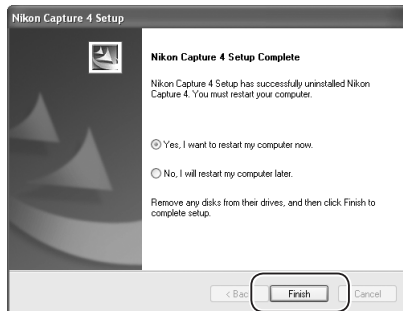 Nikon Capture 4 Setup
Nikon Capture 4 Setup Complete
Nikon Capture 4 Setup has successfully uninstalled Nikon
Capture 4. You must restart your computer.
Yes, I want to restart my computer now.
No, I will restart my computer later.
Remove any disks from their drives, and then click Finish to
complete setup.
< Bac Finish Cancel